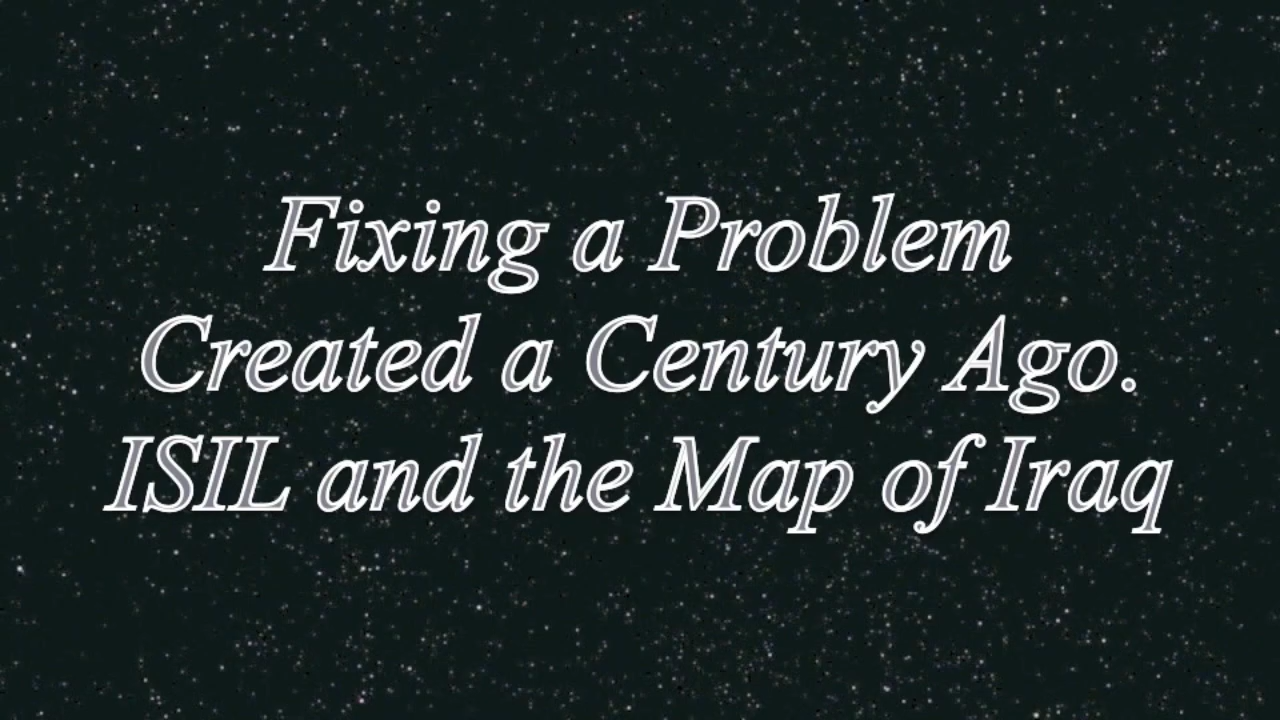 Fixing a Problem
Created a Century Ago.
ISIL and the Map of Iraq